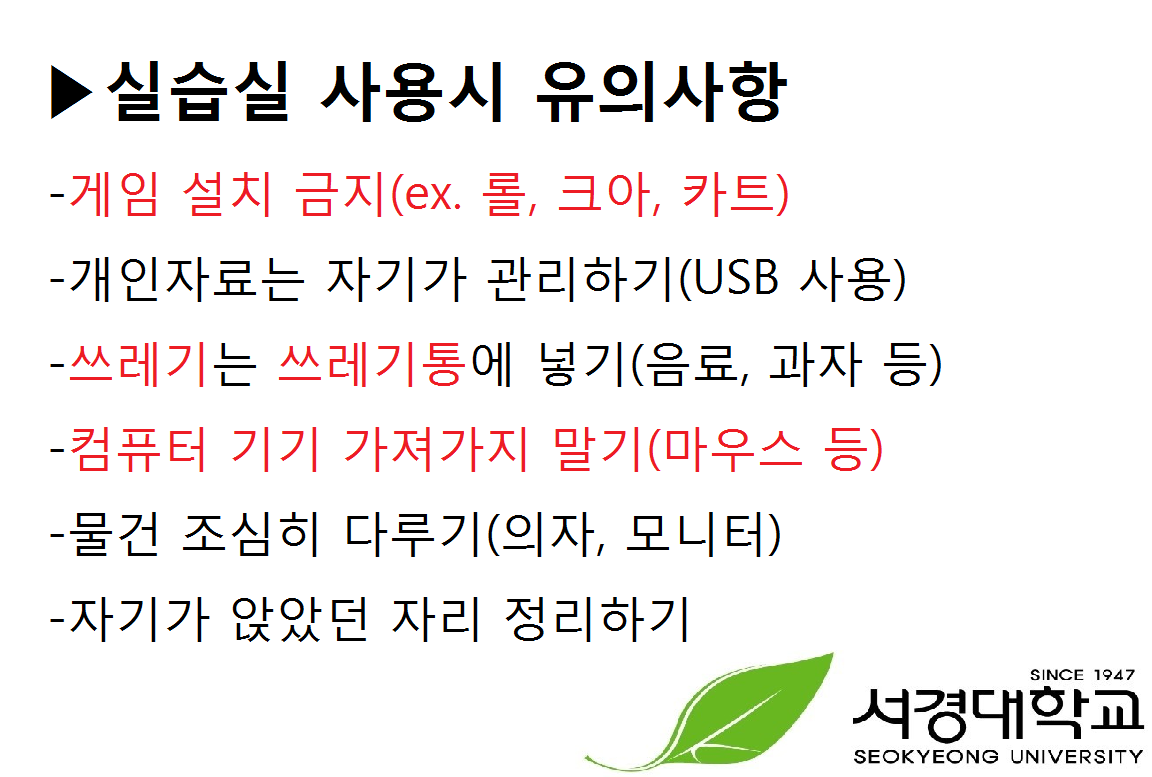 ▶실습실 사용시 유의사항
-게임 설치 금지(ex. 롤, 크아, 카트)
-개인자료는 자기가 관리하기(USB 사용)
-쓰레기는 쓰레기통에 넣기(음료, 과자 등)
-컴퓨터 기기 가져가지 말기(마우스 등)
-물건 조심히 다루기(의자, 모니터)
-자기가 앉았던 자리 정리하기
SINCE 1947
서경대학교
SEOKYEONG UNIVERSITY